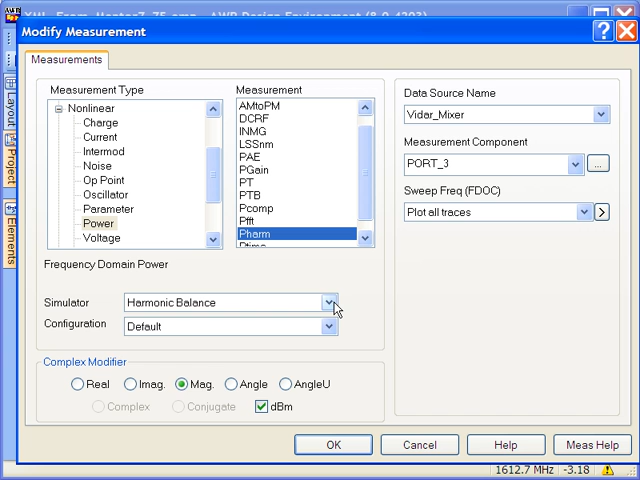 Modify Measurement
Measurements
Measurement Type
Nonlinear
Charge
Current
Intermod
Noise
Op Point
Oscillator
Parameter
Power
Voltage
Measurement
AMtoPM
DCRF
INMG
LSSnm
PAE
PGain
PT
PTB
Pcomp
Pfft
Pharm
Frequency Domain Power
Simulator
Harmonic Balance
Configuration
Default
Complex Modifier
Real
Imag.
Mag.
Angle
AngleU
Complex
Conjugate
dBm
Data Source Name
Vidar_Mixer
Measurement Component
PORT_3
...
Sweep Freq (FDOC)
Plot all traces
OK
Cancel
Help
Meas Help
Layout
Project
Elements
1612.7 MHz
-3.18